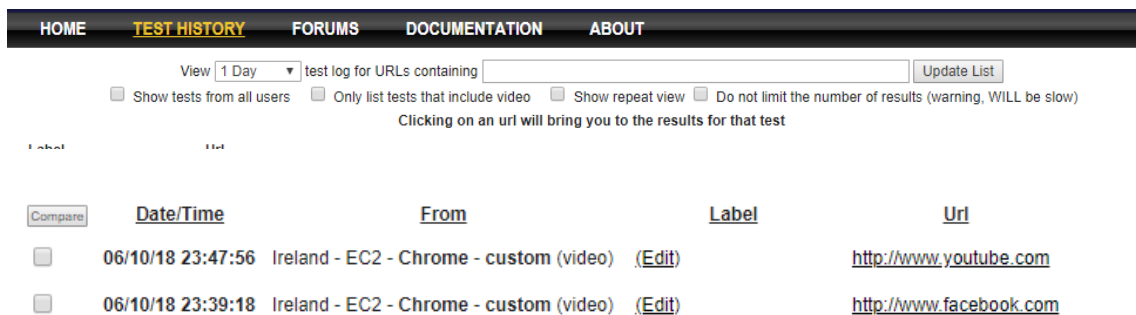 HOME TEST HISTORY FORUMS DOCUMENTATION ABOUT
View 1 Day test log for URLs containing Update List
Show tests from all users Only list tests that include video Show repeat view Do not limit the number of results (warning, WILL be slow)
Clicking on an url will bring you to the results for that test
Label Url
Compare Date/Time From Label Url
06/10/18 23:47:56 Ireland - EC2 - Chrome - custom (video) (Edit) http://www.youtube.com
06/10/18 23:39:18 Ireland - EC2 - Chrome - custom (video) (Edit) http://www.facebook.com